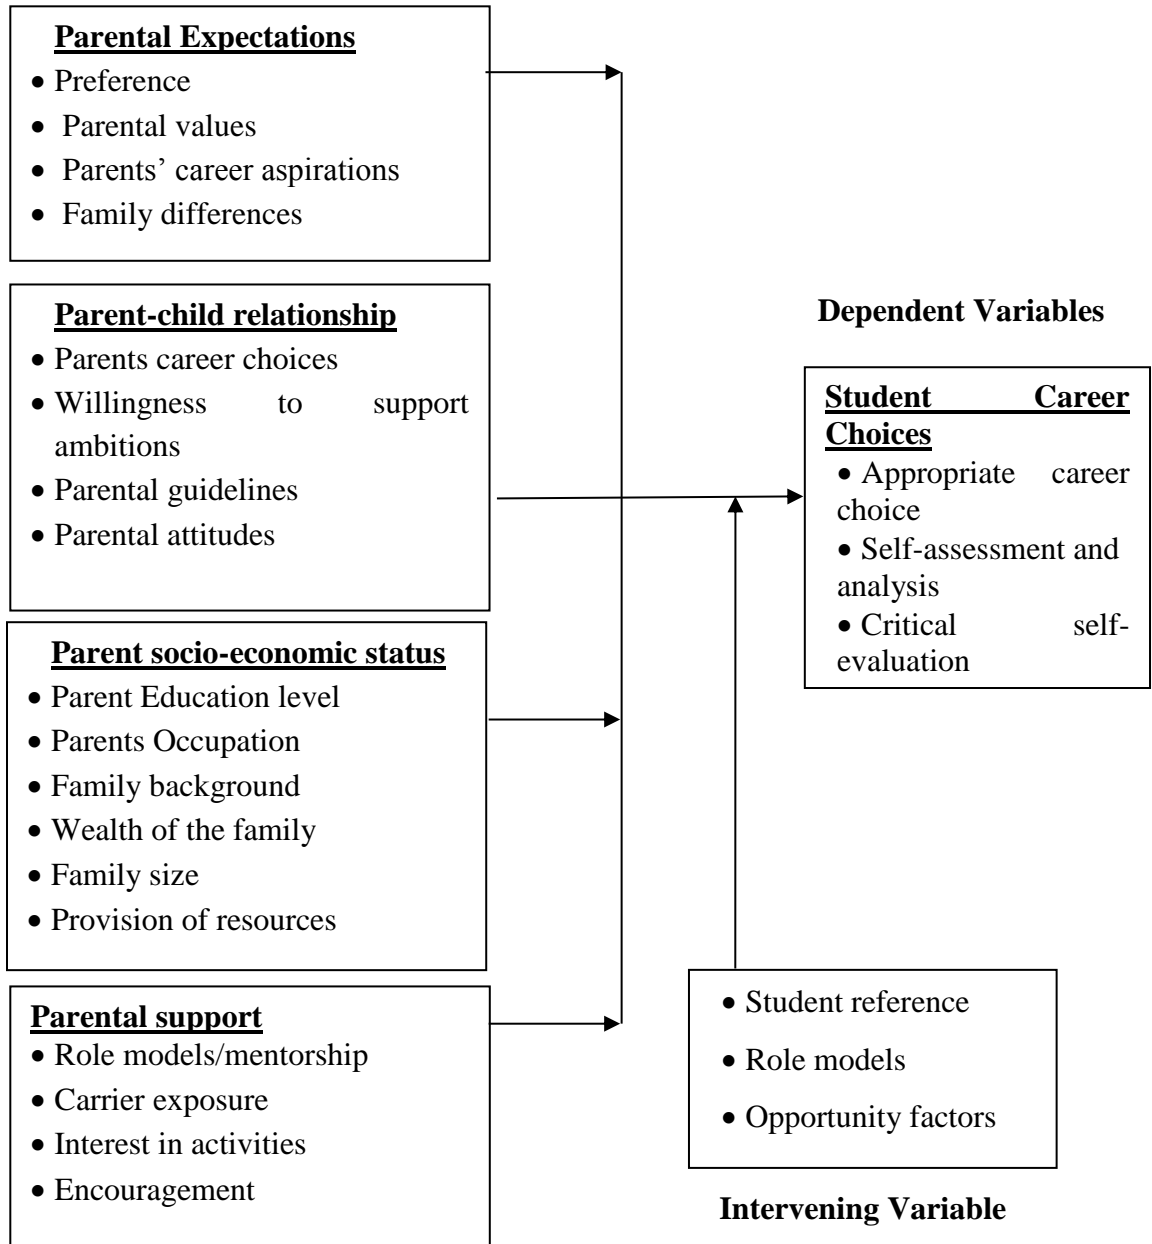 Parental Expectations
• Preference
• Parental values
• Parents’ career aspirations
• Family differences
Parent-child relationship
• Parents career choices
• Willingness to support
ambitions
• Parental guidelines
• Parental attitudes
Parent socio-economic status
• Parent Education level
• Parents Occupation
• Family background
• Wealth of the family
• Family size
• Provision of resources
Parental support
• Role models/mentorship
• Carrier exposure
• Interest in activities
• Encouragement
Dependent Variables
Student Career
Choices
• Appropriate career
choice
• Self-assessment and
analysis
• Critical self-
evaluation
• Student reference
• Role models
• Opportunity factors
Intervening Variable